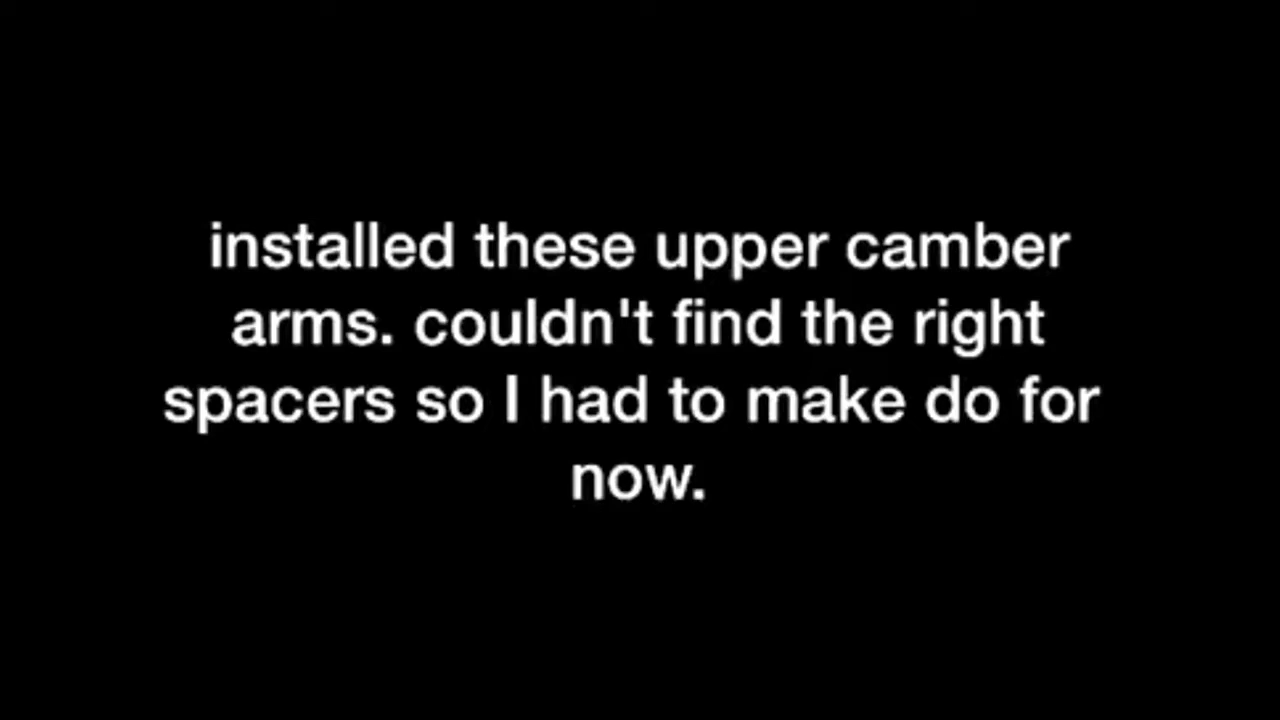 installed these upper camber
arms. couldn't find the right
spacers so I had to make do for
now.